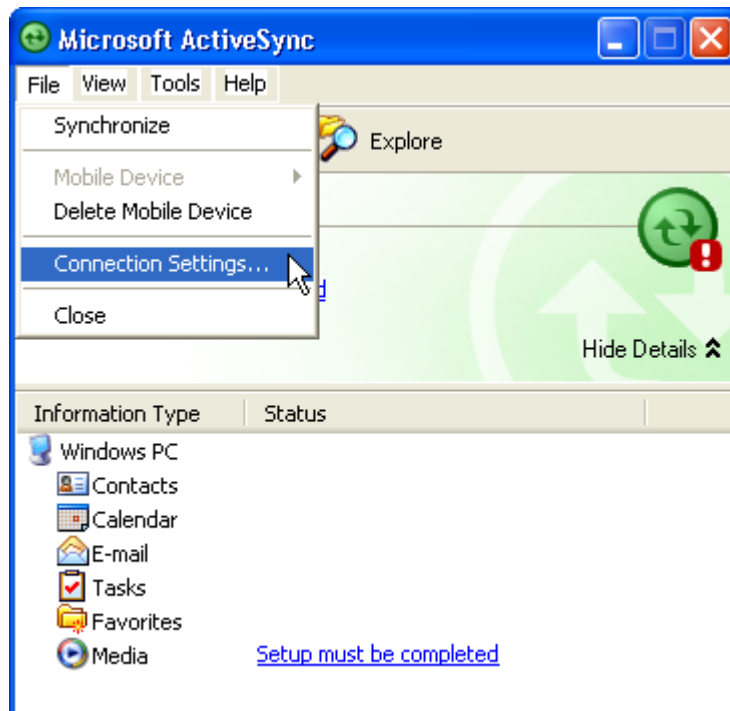 Microsoft ActiveSync
File View Tools Help
Synchronize
Explore
Mobile Device
Delete Mobile Device
Connection Settings...
Close
Hide Details
Information Type Status
Windows PC
Contacts
Calendar
E-mail
Tasks
Favorites
Media Setup must be completed